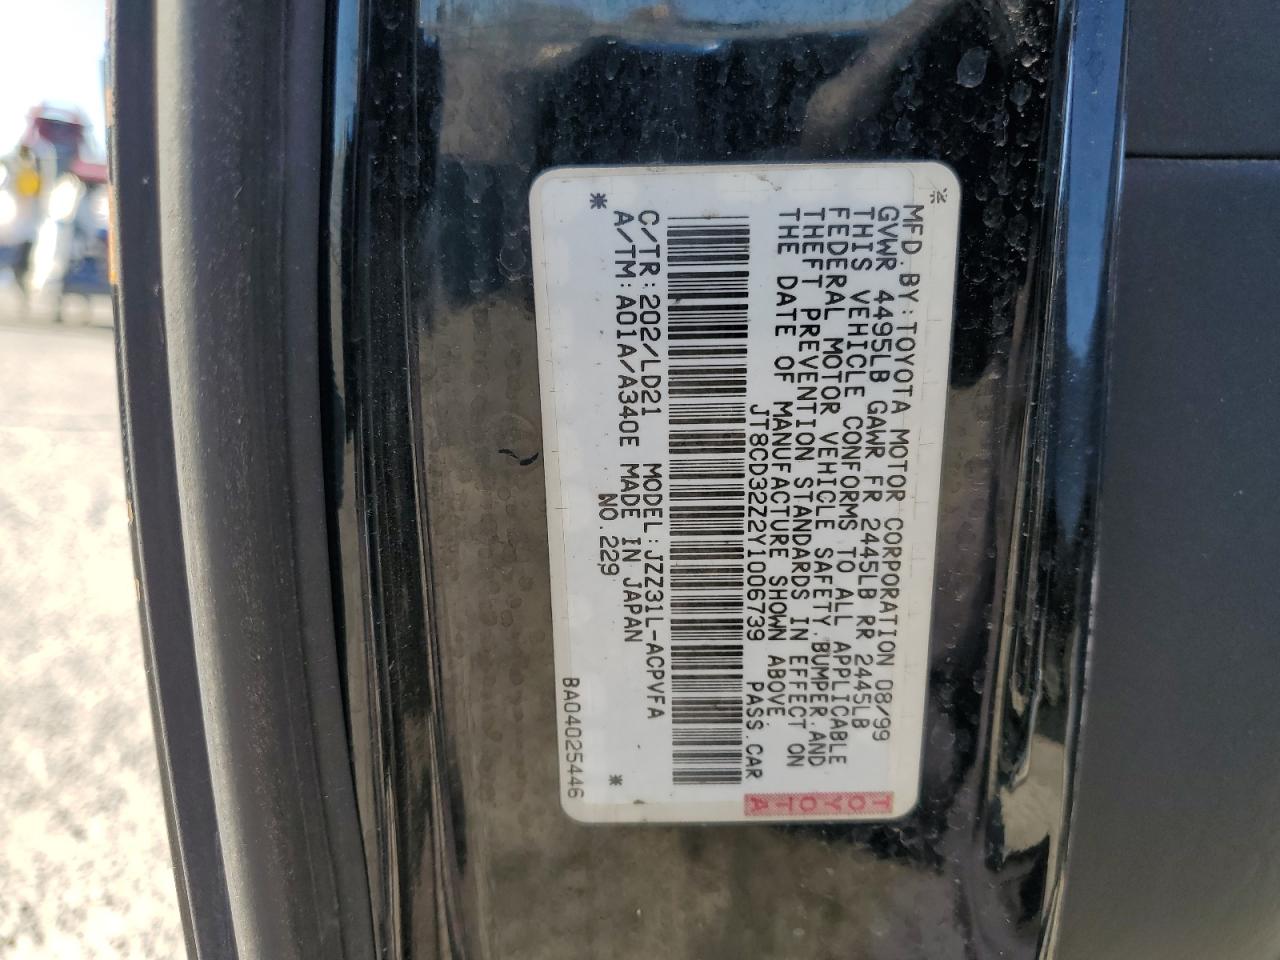 MFD. BY: TOYOTA MOTOR CORPORATION 08/99
GVWR 4495LB GAWR FR 2445LB RR 2445LB
THIS VEHICLE CONFORMS TO ALL APPLICABLE
FEDERAL MOTOR VEHICLE SAFETY. BUMPER AND
THEFT PREVENTION STANDARDS IN EFFECT ON
THE DATE OF MANUFACTURE SHOWN ABOVE.
JT8CD32Z2Y1006739 PASS. CAR
C/TR: 202/LD21 MODEL: JZZ31L-ACPVFA
A/TM: A01A/A340E MADE IN JAPAN
* NO. 229 *
BA04025446
TOYOTA